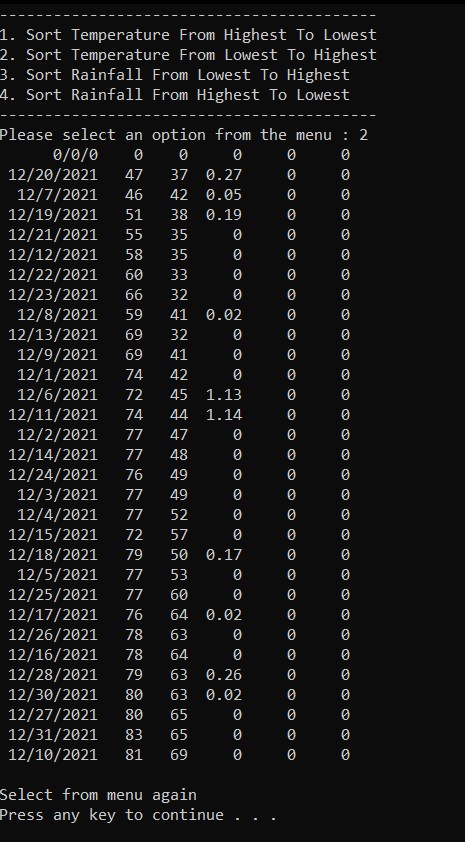 -------------------------------------------
1. Sort Temperature From Highest To Lowest
2. Sort Temperature From Lowest To Highest
3. Sort Rainfall From Lowest To Highest
4. Sort Rainfall From Highest To Lowest
-------------------------------------------
Please select an option from the menu : 2
0/0/0 0 0 0 0 0
12/20/2021 47 37 0.27 0 0
12/7/2021 46 42 0.05 0 0
12/19/2021 51 38 0.19 0 0
12/21/2021 55 35 0 0 0
12/12/2021 58 35 0 0 0
12/22/2021 60 33 0 0 0
12/23/2021 66 32 0 0 0
12/8/2021 59 41 0.02 0 0
12/13/2021 69 32 0 0 0
12/9/2021 69 41 0 0 0
12/1/2021 74 42 0 0 0
12/6/2021 72 45 1.13 0 0
12/11/2021 74 44 1.14 0 0
12/2/2021 77 47 0 0 0
12/14/2021 77 48 0 0 0
12/24/2021 76 49 0 0 0
12/3/2021 77 49 0 0 0
12/4/2021 77 52 0 0 0
12/15/2021 72 57 0 0 0
12/18/2021 79 50 0.17 0 0
12/5/2021 77 53 0 0 0
12/25/2021 77 60 0 0 0
12/17/2021 76 64 0.02 0 0
12/26/2021 78 63 0 0 0
12/16/2021 78 64 0 0 0
12/28/2021 79 63 0.26 0 0
12/30/2021 80 63 0.02 0 0
12/27/2021 80 65 0 0 0
12/31/2021 83 65 0 0 0
12/10/2021 81 69 0 0 0
Select from menu again
Press any key to continue . . .